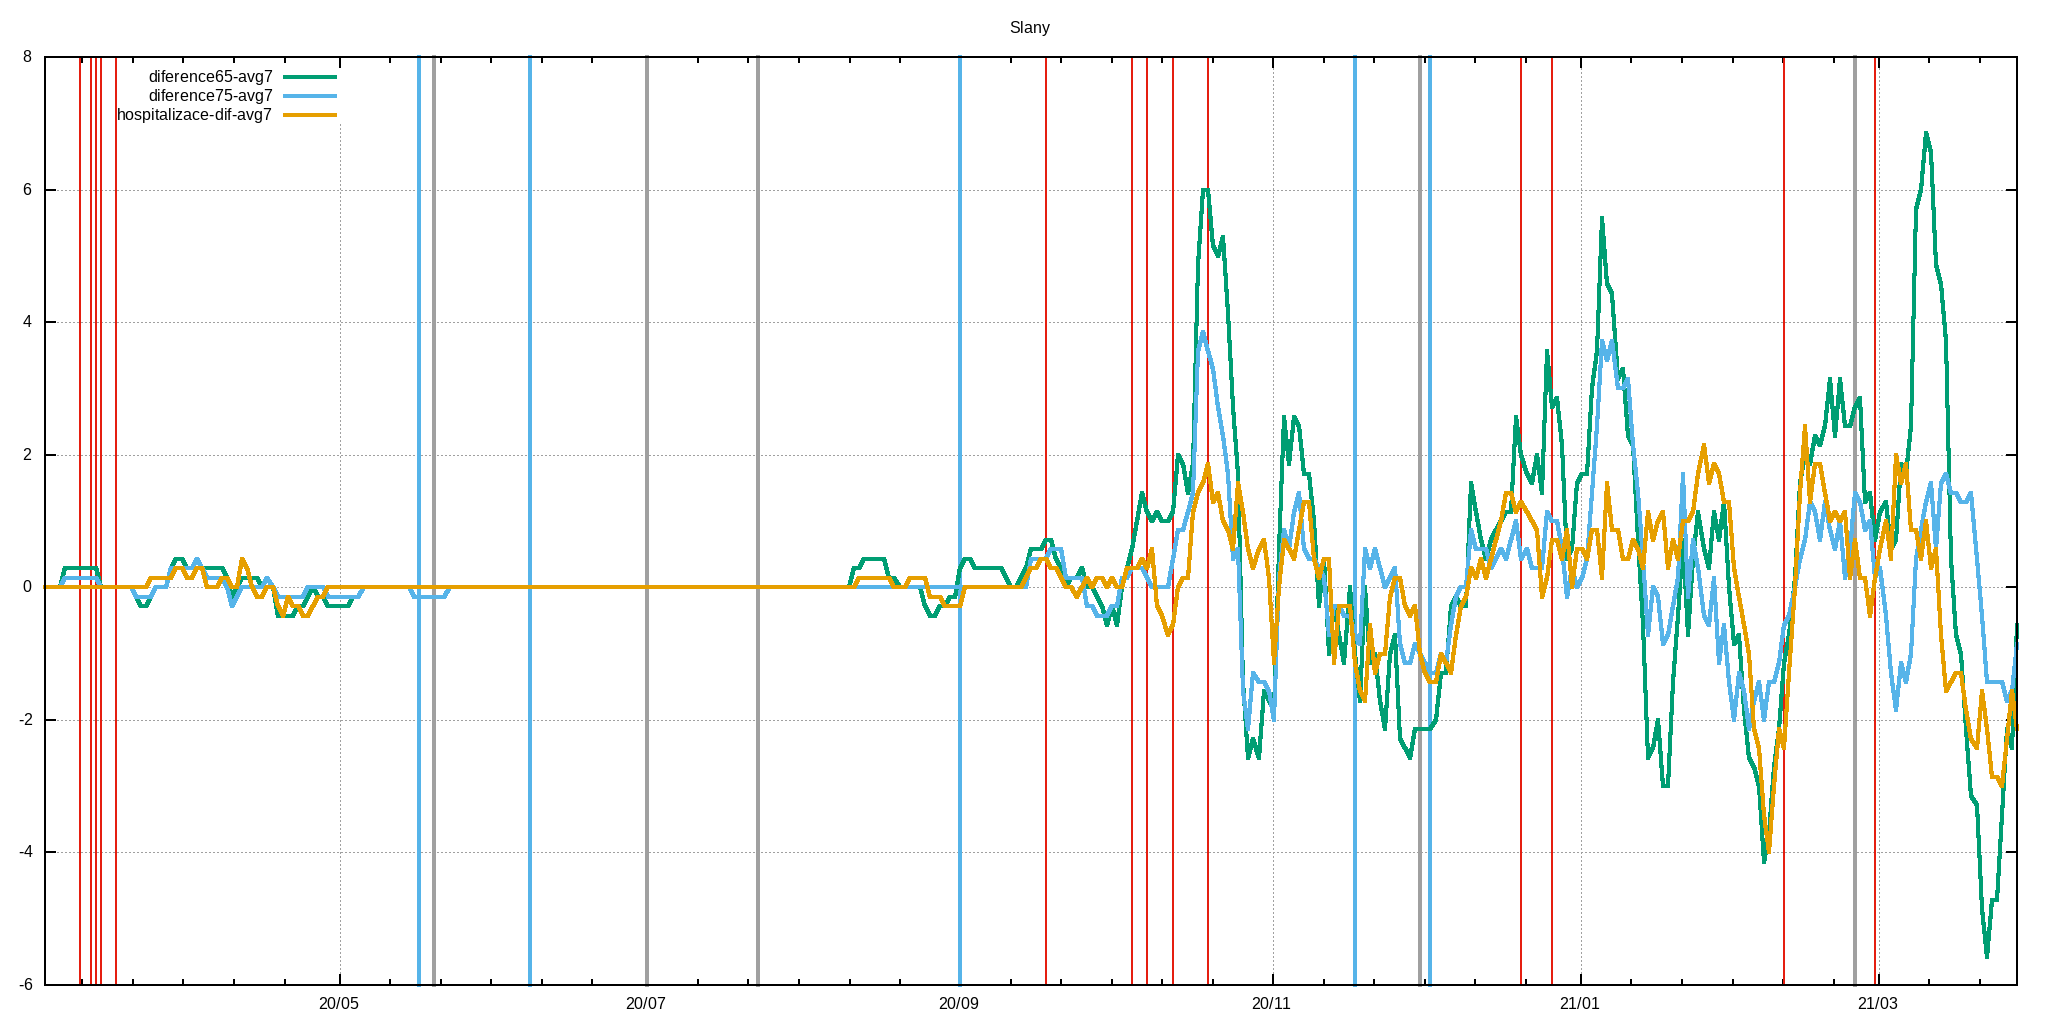 Slany
diference65-avg7
diference75-avg7
hospitalizace-dif-avg7
8
6
4
2
0
-2
-4
-6
20/05 20/07 20/09 20/11 21/01 21/03